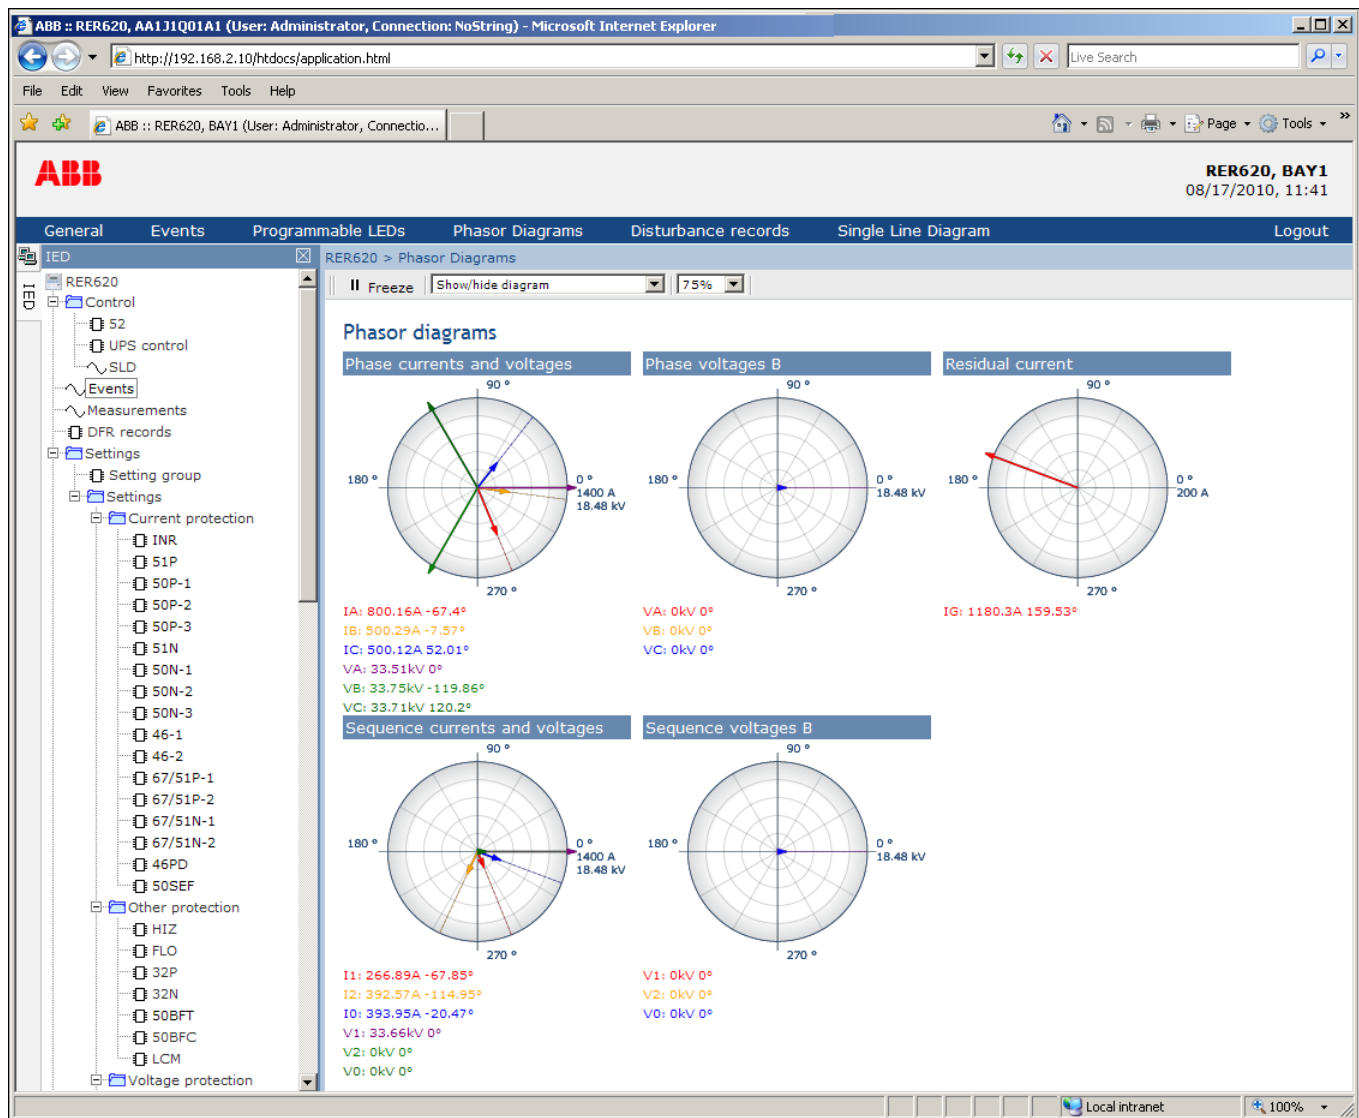 ABB :: RER620, AA1J1Q01A1 (User: Administrator, Connection: NoString) - Microsoft Internet Explorer
http://192.168.2.10/htdocs/application.html
Live Search
File Edit View Favorites Tools Help
ABB :: RER620, BAY1 (User: Administrator, Connectio...
Page Tools »
ABB
RER620, BAY1
08/17/2010, 11:41
General Events Programmable LEDs Phasor Diagrams Disturbance records Single Line Diagram Logout
IED
IED
RER620
Control
52
UPS control
SLD
Events
Measurements
DFR records
Settings
Setting group
Settings
Current protection
INR
51P
50P-1
50P-2
50P-3
51N
50N-1
50N-2
50N-3
46-1
46-2
67/51P-1
67/51P-2
67/51N-1
67/51N-2
46PD
50SEF
Other protection
HIZ
FLO
32P
32N
50BFT
50BFC
LCM
Voltage protection
RER620 > Phasor Diagrams
Freeze Show/hide diagram 75%
Phasor diagrams
Phase currents and voltages
90 °
180 °
0 °
1400 A
18.48 kV
270 °
IA: 800.16A -67.4°
IB: 500.29A -7.57°
IC: 500.12A 52.01°
VA: 33.51kV 0°
VB: 33.75kV -119.86°
VC: 33.71kV 120.2°
Phase voltages B
90 °
180 °
0 °
18.48 kV
270 °
VA: 0kV 0°
VB: 0kV 0°
VC: 0kV 0°
Residual current
90 °
180 °
0 °
200 A
270 °
IG: 1180.3A 159.53°
Sequence currents and voltages
90 °
180 °
0 °
1400 A
18.48 kV
270 °
I1: 266.89A -67.85°
I2: 392.57A -114.95°
I0: 393.95A -20.47°
V1: 33.66kV 0°
V2: 0kV 0°
V0: 0kV 0°
Sequence voltages B
90 °
180 °
0 °
18.48 kV
270 °
V1: 0kV 0°
V2: 0kV 0°
V0: 0kV 0°
Local intranet 100%